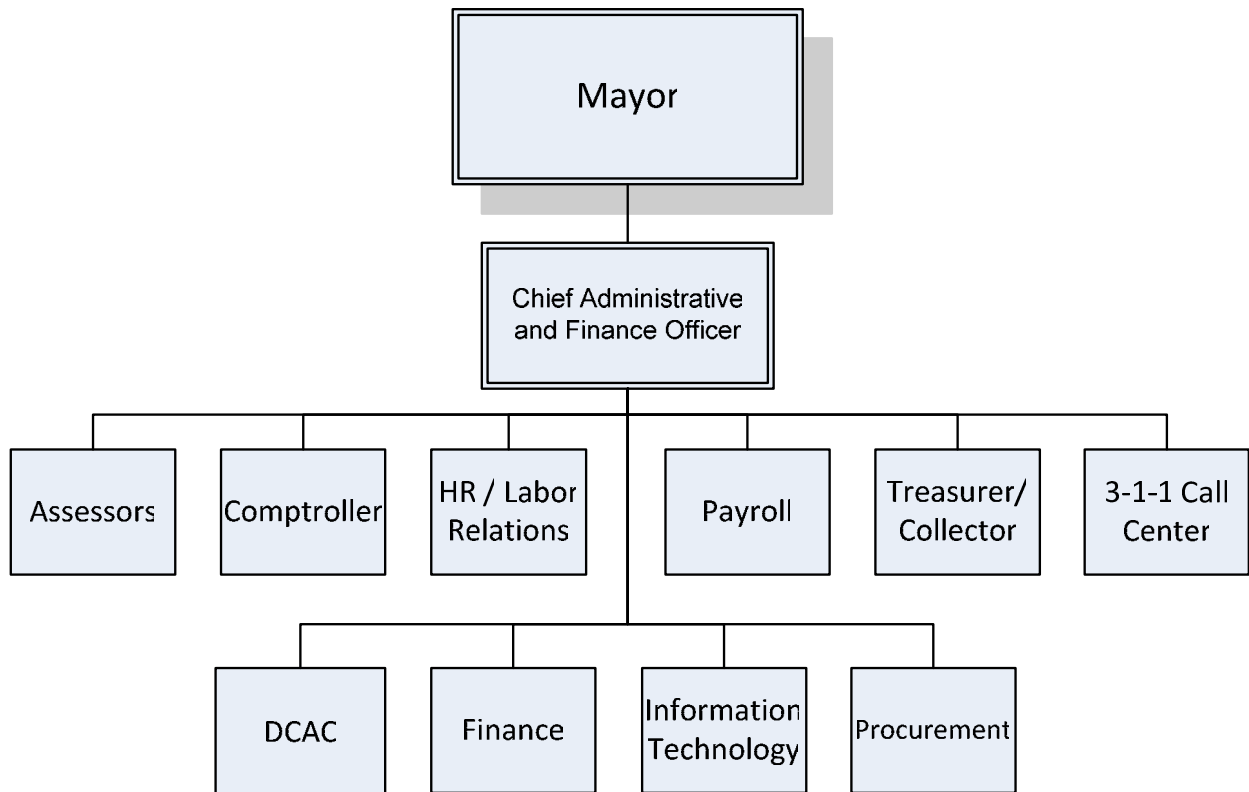 Mayor
Chief Administrative
and Finance Officer
Assessors
Comptroller
HR / Labor
Relations
Payroll
Treasurer/
Collector
3-1-1 Call
Center
DCAC
Finance
Information
Technology
Procurement